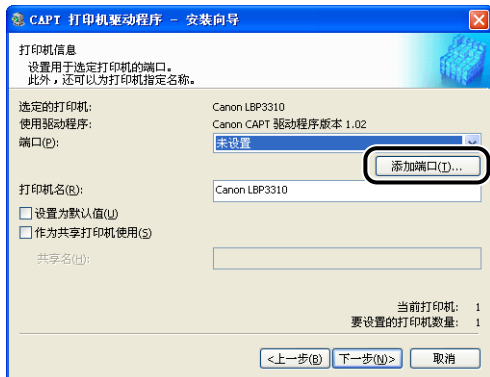 CAPT 打印机驱动程序 - 安装向导
打印机信息
设置用于选定打印机的端口。
此外，还可以为打印机指定名称。
选定的打印机: Canon LBP3310
使用驱动程序: Canon CAPT 驱动程序版本 1.02
端口(P): 未设置
添加端口(T)...
打印机名(R): Canon LBP3310
设置为默认值(U)
作为共享打印机使用(S)
共享名(H):
当前打印机: 1
要设置的打印机数量: 1
<上一步(B) 下一步(N)> 取消